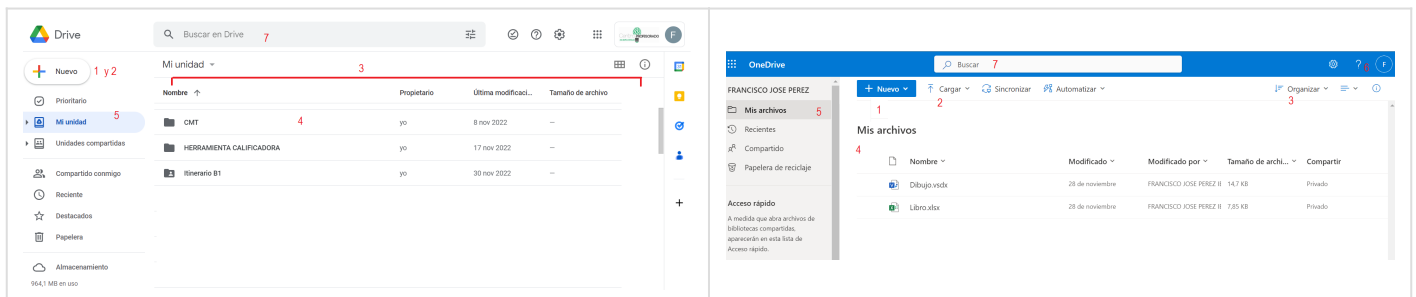 Drive
Buscar en Drive 7
F
Nuevo 1 y 2
Mi unidad
3
Nombre Propietario Última modificaci... Tamaño de archivo
Prioritario
Mi unidad 5
Unidades compartidas
4
CMT yo 8 nov 2022 —
HERRAMIENTA CALIFICADORA yo 17 nov 2022 —
Itinerario B1 yo 30 nov 2022 —
Compartido conmigo
Reciente
Destacados
Papelera
Almacenamiento
964,1 MB en uso
OneDrive
Buscar 7
? F
FRANCISCO JOSE PEREZ
Mis archivos 5
Recientes
Compartido
Papelera de reciclaje
Acceso rápido
A medida que abra archivos de
bibliotecas compartidas,
aparecerán en esta lista de
Acceso rápido.
Nuevo Cargar Sincronizar Automatizar Organizar
1 2 3
Mis archivos
4
Nombre Modificado Modificado por Tamaño de archi... Compartir
Dibujo.vsdx 28 de noviembre FRANCISCO JOSE PEREZ 14,7 KB Privado
Libro.xlsx 28 de noviembre FRANCISCO JOSE PEREZ 7,85 KB Privado